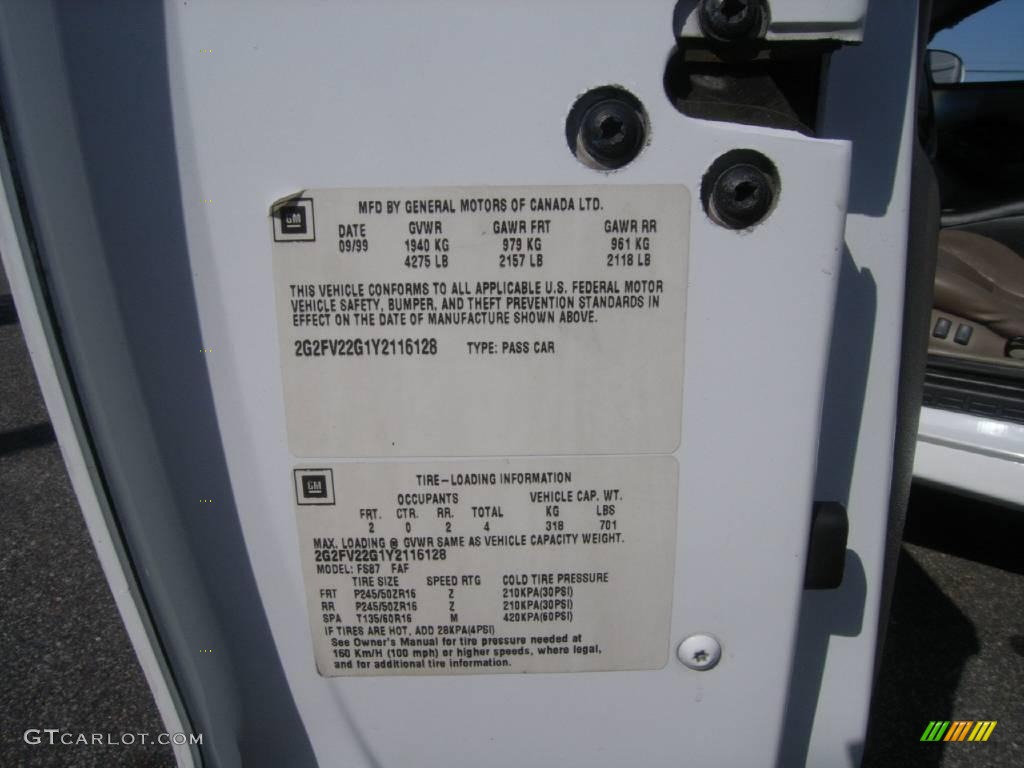 GM
MFD BY GENERAL MOTORS OF CANADA LTD.
DATE GVWR GAWR FRT GAWR RR
09/99 1940 KG 979 KG 961 KG
4275 LB 2157 LB 2118 LB
THIS VEHICLE CONFORMS TO ALL APPLICABLE U.S. FEDERAL MOTOR
VEHICLE SAFETY, BUMPER, AND THEFT PREVENTION STANDARDS IN
EFFECT ON THE DATE OF MANUFACTURE SHOWN ABOVE.
2G2FV22G1Y2116128 TYPE: PASS CAR
GM
TIRE-LOADING INFORMATION
OCCUPANTS VEHICLE CAP. WT.
FRT. CTR. RR. TOTAL KG LBS
2 0 2 4 318 701
MAX. LOADING @ GVWR SAME AS VEHICLE CAPACITY WEIGHT.
2G2FV22G1Y2116128
MODEL: FS87 FAF
TIRE SIZE SPEED RTG COLD TIRE PRESSURE
FRT P245/50ZR16 Z 210KPA(30PSI)
RR P245/50ZR16 Z 210KPA(30PSI)
SPA T135/60R16 M 420KPA(60PSI)
IF TIRES ARE HOT, ADD 28KPA(4PSI)
See Owner's Manual for tire pressure needed at
160 Km/H (100 mph) or higher speeds, where legal,
and for additional tire information.
GTCARLOT.COM